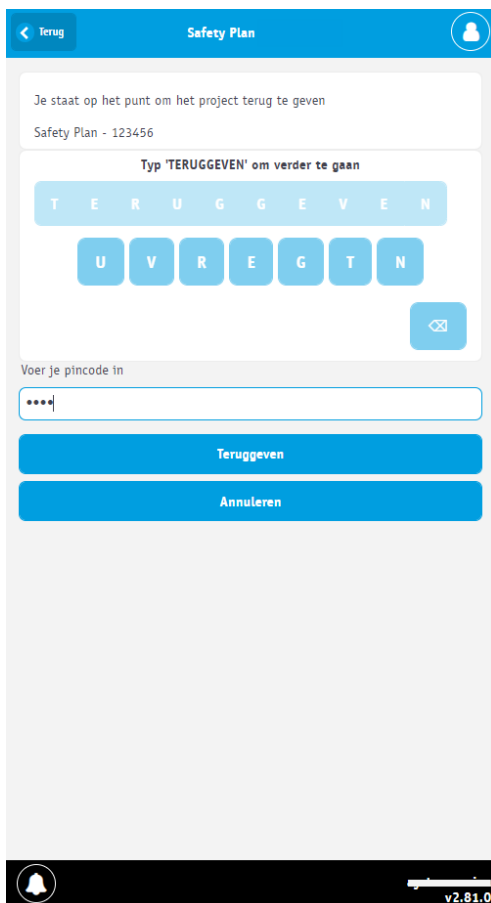 Terug Safety Plan
Je staat op het punt om het project terug te geven
Safety Plan - 123456
Typ 'TERUGGEVEN' om verder te gaan
T E R U G G E V E N
U V R E G T N
Voer je pincode in
••••
Teruggeven
Annuleren
v2.81.0